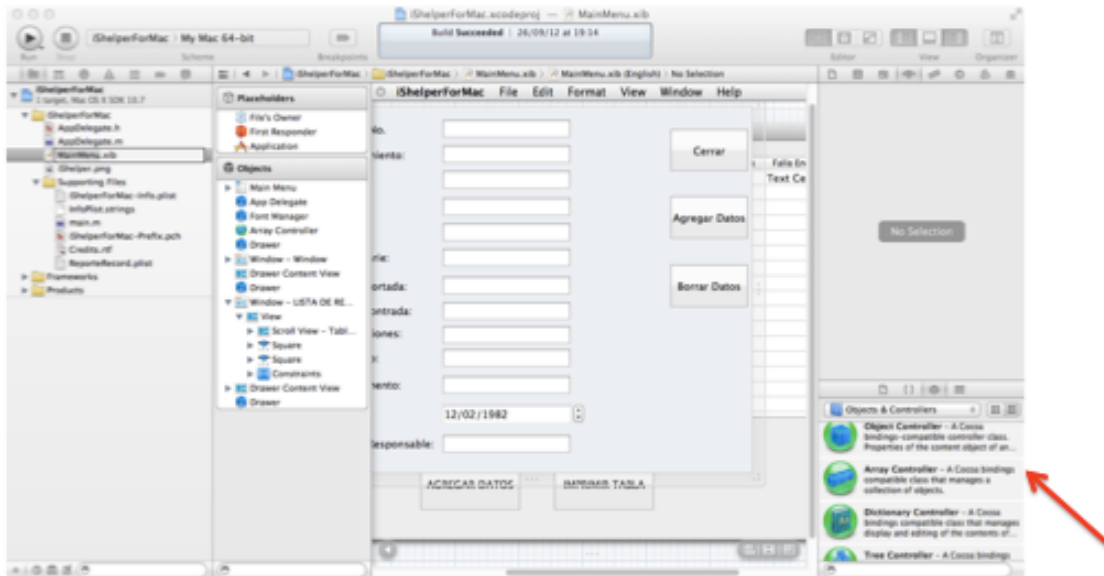 iShelperForMac.xcodeproj — MainMenu.xib
Build Succeeded | 26/09/12 at 19:14
iShelperForMac My Mac 64-bit
Run Stop Scheme Breakpoints
Editor View Organizer
iShelperForMac iShelperForMac MainMenu.xib MainMenu.xib (English) No Selection
iShelperForMac
1 target, Mac OS X SDK 10.7
iShelperForMac
AppDelegate.h
AppDelegate.m
MainMenu.xib
iShelper.png
Supporting Files
iShelperForMac-Info.plist
InfoPlist.strings
main.m
iShelperForMac-Prefix.pch
Credits.rtf
ReporteRecord.plist
Frameworks
Products
Placeholders
File's Owner
First Responder
Application
Objects
Main Menu
App Delegate
Font Manager
Array Controller
Drawer
Window - Window
Drawer Content View
Drawer
Window - LISTA DE RE...
View
Scroll View - Tabl...
Square
Square
Constraints
Drawer Content View
Drawer
iShelperForMac File Edit Format View Window Help
No.
miento:
rie:
ortada:
ontrada:
iones:
o:
mento:
12/02/1982
Responsable:
Cerrar
Agregar Datos
Borrar Datos
Falla En
Text Ce
AGREGAR DATOS
IMPRIMIR TABLA
No Selection
Objects & Controllers
Object Controller - A Cocoa
bindings-compatible controller class.
Properties of the content object of an...
Array Controller - A Cocoa bindings
compatible class that manages a
collection of objects.
Dictionary Controller - A Cocoa
bindings compatible class that manages
display and editing of the contents of...
Tree Controller - A Cocoa bindings